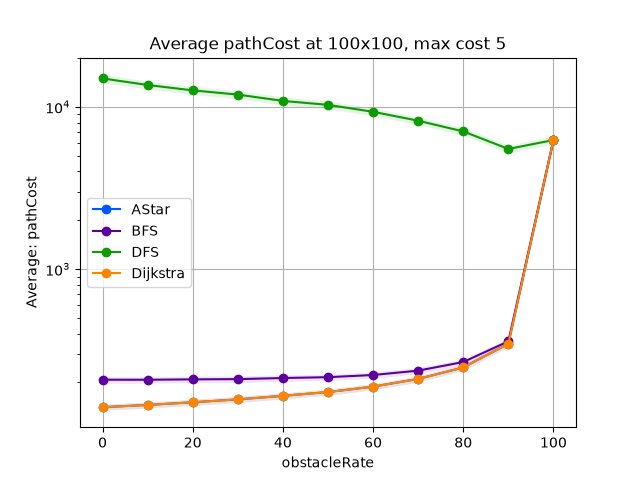 Average pathCost at 100x100, max cost 5
Average: pathCost
10^4
10^3
AStar
BFS
DFS
Dijkstra
0 20 40 60 80 100
obstacleRate